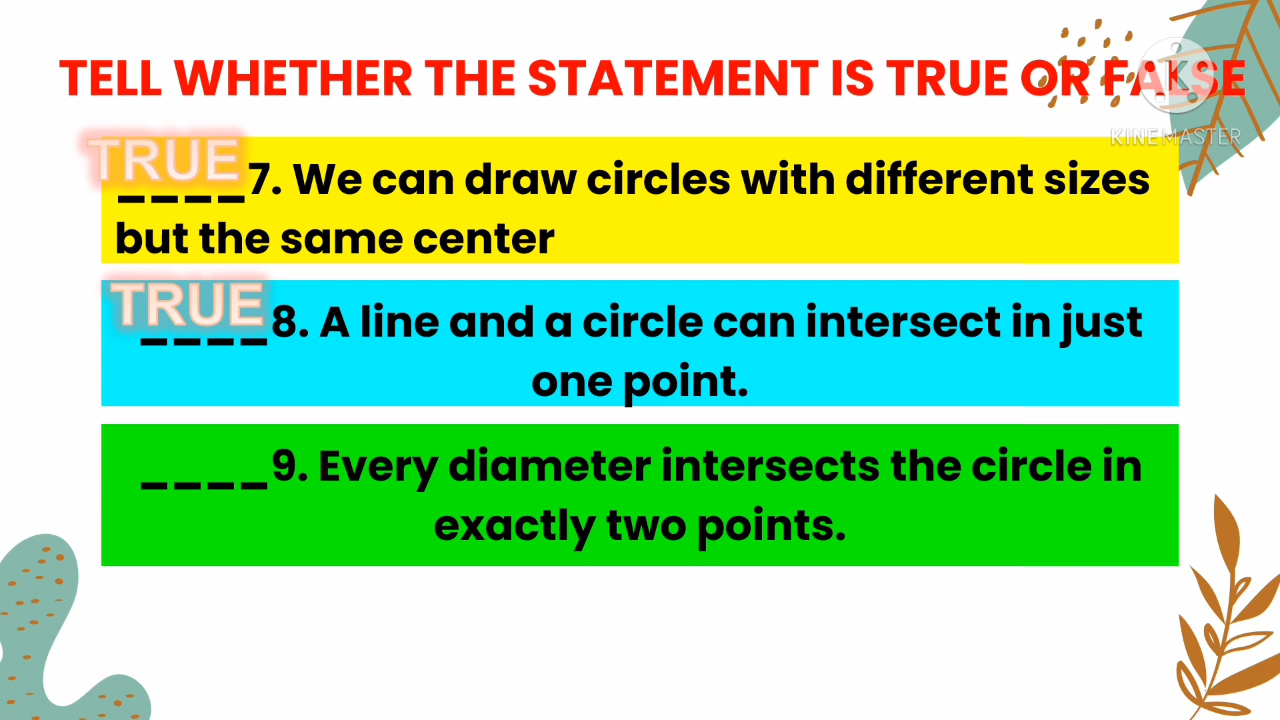 TELL WHETHER THE STATEMENT IS TRUE OR FALSE
KINEMASTER
TRUE
____7. We can draw circles with different sizes
but the same center
TRUE
____8. A line and a circle can intersect in just
one point.
____9. Every diameter intersects the circle in
exactly two points.